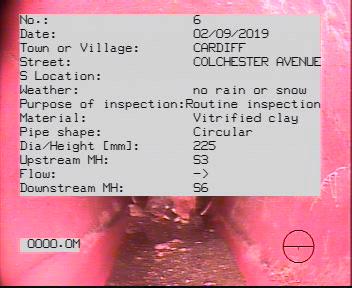 No.: 6
Date: 02/09/2019
Town or Village: CARDIFF
Street: COLCHESTER AVENUE
S Location:
Weather: no rain or snow
Purpose of inspection:Routine inspection
Material: Vitrified clay
Pipe shape: Circular
Dia/Height [mm]: 225
Upstream MH: S3
Flow: ->
Downstream MH: S6
0000.0M